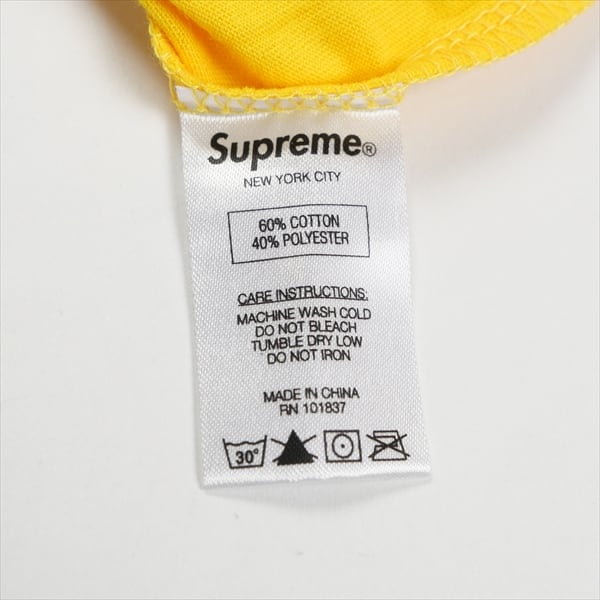 Supreme®
NEW YORK CITY
60% COTTON
40% POLYESTER
CARE INSTRUCTIONS:
MACHINE WASH COLD
DO NOT BLEACH
TUMBLE DRY LOW
DO NOT IRON
MADE IN CHINA
RN 101837
30°